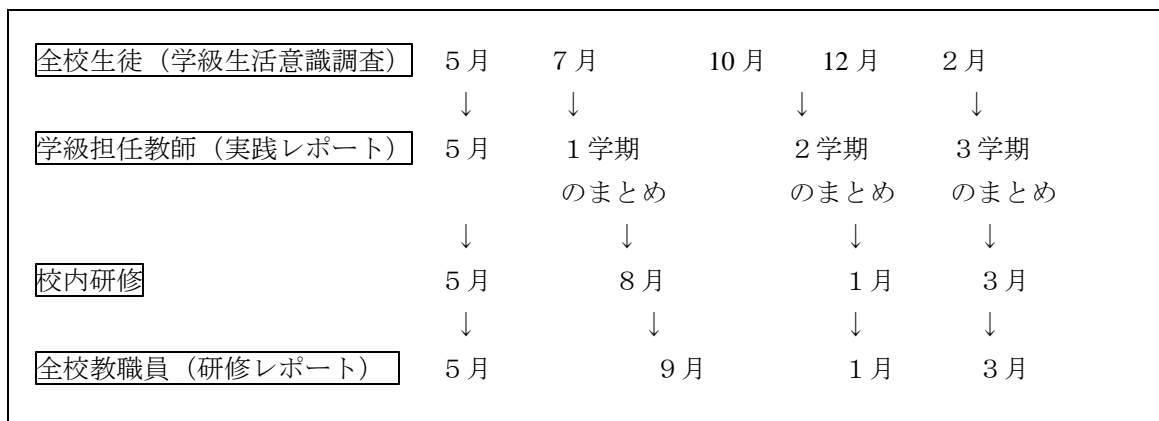 全校生徒（学級生活意識調査） ５月 ７月 10月 12月 ２月
↓ ↓ ↓ ↓
学級担任教師（実践レポート） ５月 １学期 ２学期 ３学期
のまとめ のまとめ のまとめ
↓ ↓ ↓ ↓
校内研修 ５月 ８月 １月 ３月
↓ ↓ ↓ ↓
全校教職員（研修レポート） ５月 ９月 １月 ３月